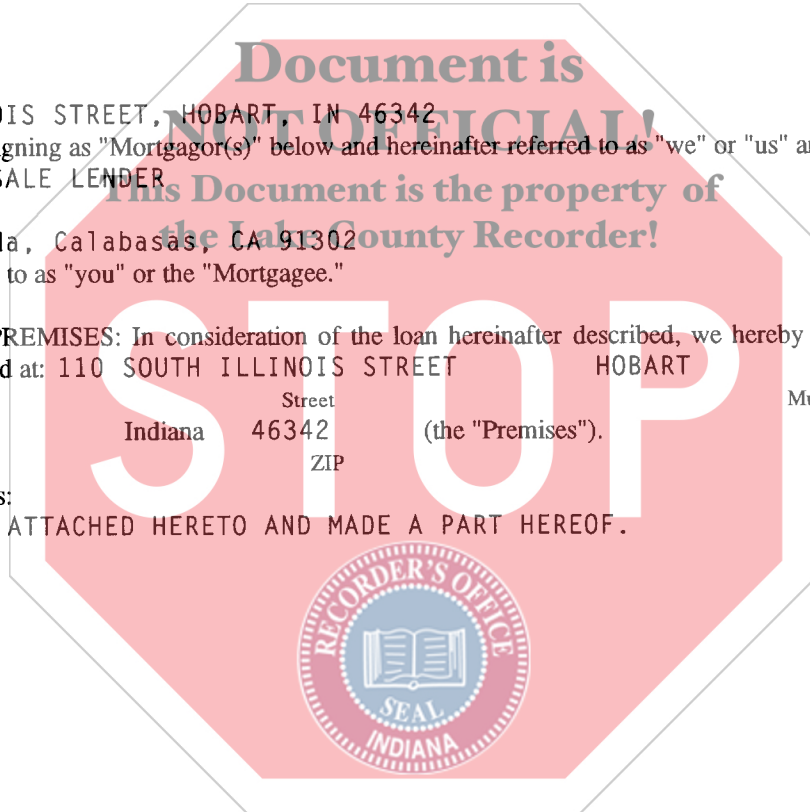 Document is
IS STREET, HOBART, IN 46342
NOT OFFICIAL!
gning as "Mortgagor(s)" below and hereinafter referred to as "we" or "us" an
SALE LENDER
This Document is the property of
the Lake County Recorder!
a, Calabasas, CA 91302
to as "you" or the "Mortgagee."
PREMISES: In consideration of the loan hereinafter described, we hereby
d at: 110 SOUTH ILLINOIS STREET HOBART
Street Mu
Indiana 46342 (the "Premises").
ZIP
STOP
s:
ATTACHED HERETO AND MADE A PART HEREOF.
RECORDER'S OFFICE
SEAL
INDIANA